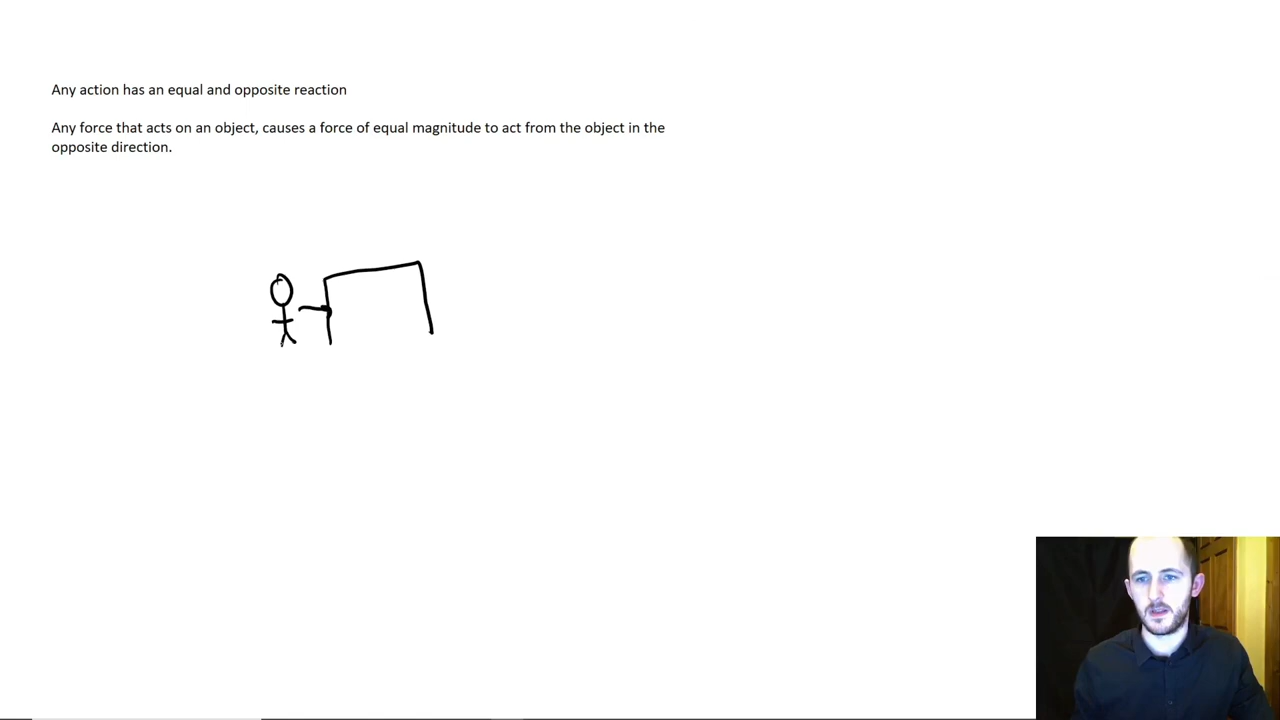 Any action has an equal and opposite reaction
Any force that acts on an object, causes a force of equal magnitude to act from the object in the
opposite direction.